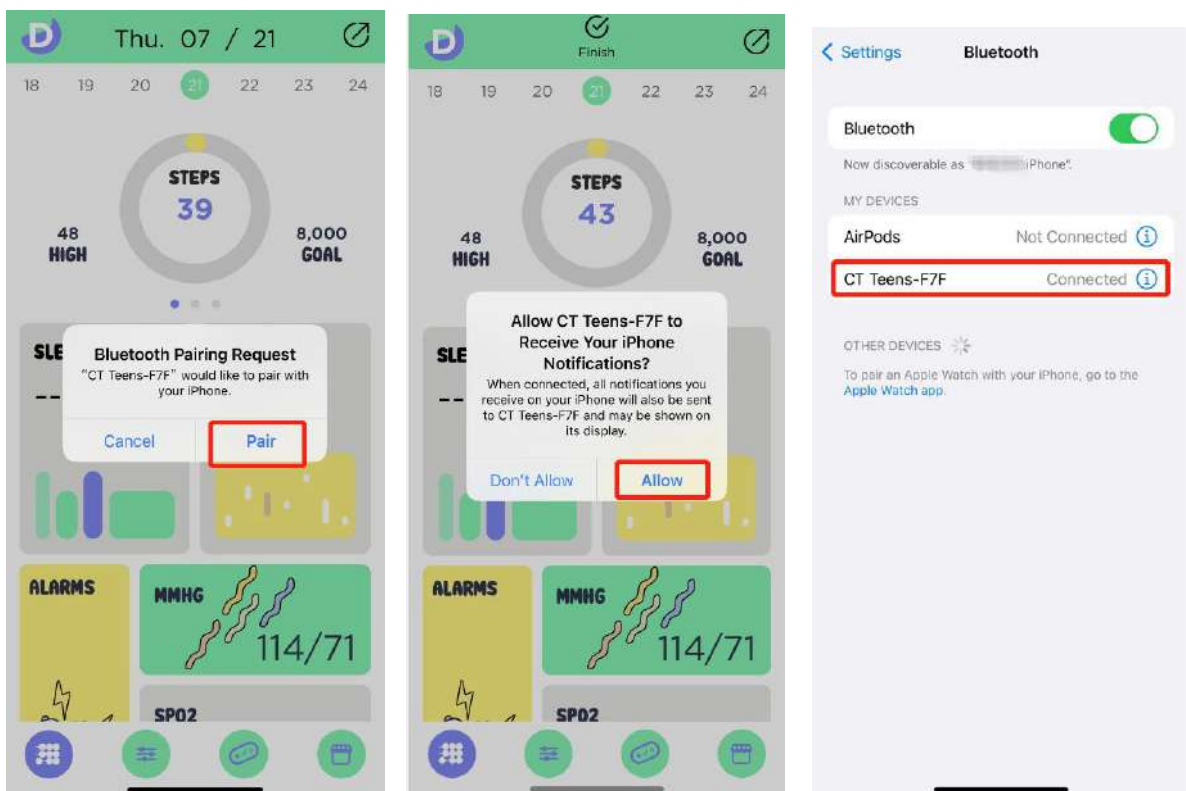 D
Thu. 07 / 21
18 19 20 21 22 23 24
STEPS
39
48
HIGH
8,000
GOAL
SLE
Bluetooth Pairing Request
"CT Teens-F7F" would like to pair with
your iPhone.
--
Cancel Pair
ALARMS
MMHG
114/71
SPO2
D
Finish
18 19 20 21 22 23 24
STEPS
43
48
HIGH
8,000
GOAL
SLE
Allow CT Teens-F7F to
Receive Your iPhone
Notifications?
When connected, all notifications you
receive on your iPhone will also be sent
to CT Teens-F7F and may be shown on
its display.
--
Don't Allow Allow
ALARMS
MMHG
114/71
SPO2
Settings Bluetooth
Bluetooth
Now discoverable as iPhone".
MY DEVICES
AirPods Not Connected
CT Teens-F7F Connected
OTHER DEVICES
To pair an Apple Watch with your iPhone, go to the
Apple Watch app.